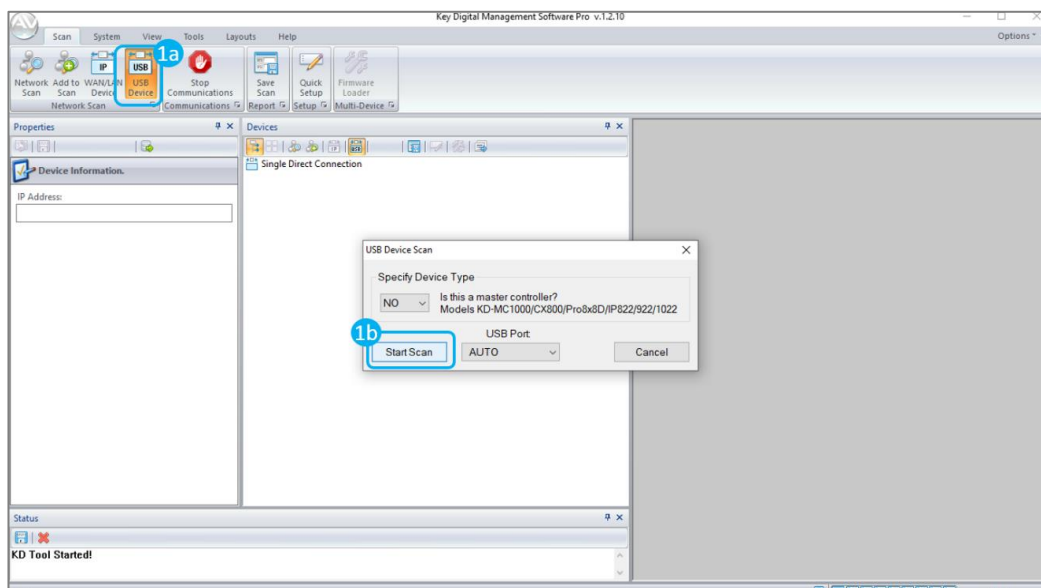 Key Digital Management Software Pro v.1.2.10
AV
Scan System View Tools Layouts Help
Options
1a
IP
USB
Network Scan
Add to Scan
WAN/LAN Device
USB Device
Stop Communications
Save Scan
Quick Setup
Firmware Loader
Network Scan
Communications
Report
Setup
Multi-Device
Properties
Devices
Single Direct Connection
Device Information.
IP Address:
USB Device Scan
Specify Device Type
NO
Is this a master controller?
Models KD-MC1000/CX800/Pro8x8D/IP822/922/1022
1b
USB Port
Start Scan
AUTO
Cancel
Status
KD Tool Started!